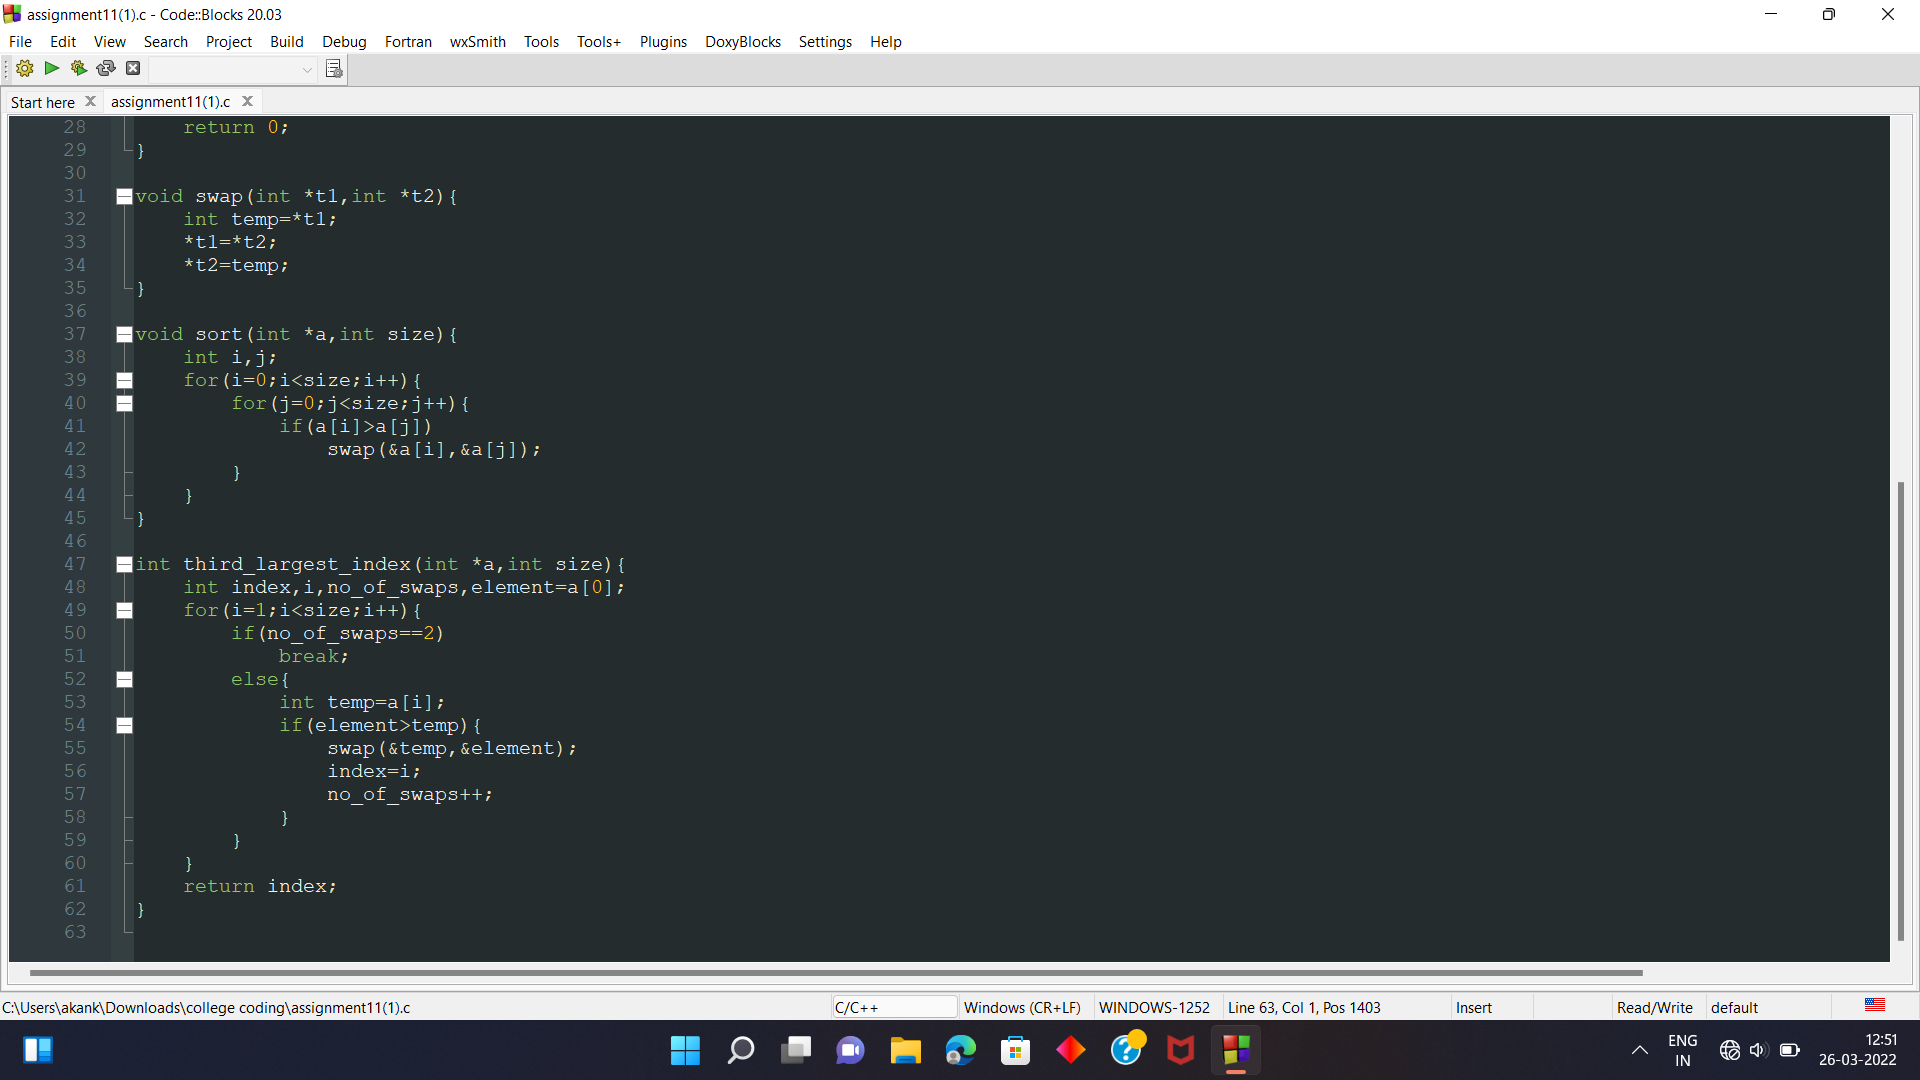 assignment11(1).c - Code::Blocks 20.03
File Edit View Search Project Build Debug Fortran wxSmith Tools Tools+ Plugins DoxyBlocks Settings Help
Start here assignment11(1).c
28 return 0;
29 }
30
31 void swap(int *t1,int *t2){
32 int temp=*t1;
33 *t1=*t2;
34 *t2=temp;
35 }
36
37 void sort(int *a,int size){
38 int i,j;
39 for(i=0;i<size;i++){
40 for(j=0;j<size;j++){
41 if(a[i]>a[j])
42 swap(&a[i],&a[j]);
43 }
44 }
45 }
46
47 int third_largest_index(int *a,int size){
48 int index,i,no_of_swaps,element=a[0];
49 for(i=1;i<size;i++){
50 if(no_of_swaps==2)
51 break;
52 else{
53 int temp=a[i];
54 if(element>temp){
55 swap(&temp,&element);
56 index=i;
57 no_of_swaps++;
58 }
59 }
60 }
61 return index;
62 }
63
C:\Users\akank\Downloads\college coding\assignment11(1).c C/C++ Windows (CR+LF) WINDOWS-1252 Line 63, Col 1, Pos 1403 Insert Read/Write default
ENG
IN
12:51
26-03-2022